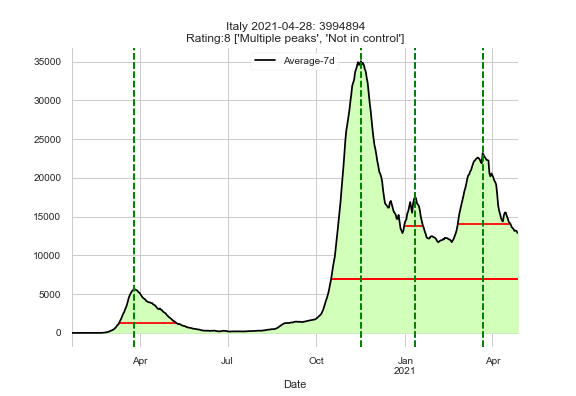 Italy 2021-04-28: 3994894
Rating:8 ['Multiple peaks', 'Not in control']
Average-7d
35000
30000
25000
20000
15000
10000
5000
0
Apr Jul Oct Jan Apr
2021
Date